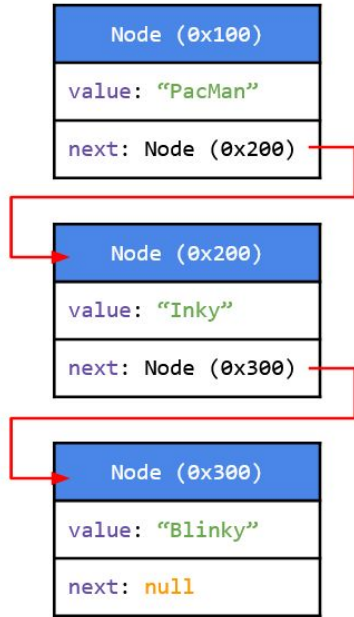 Node (0x100)
value: “PacMan”
next: Node (0x200)
Node (0x200)
value: “Inky”
next: Node (0x300)
Node (0x300)
value: “Blinky”
next: null